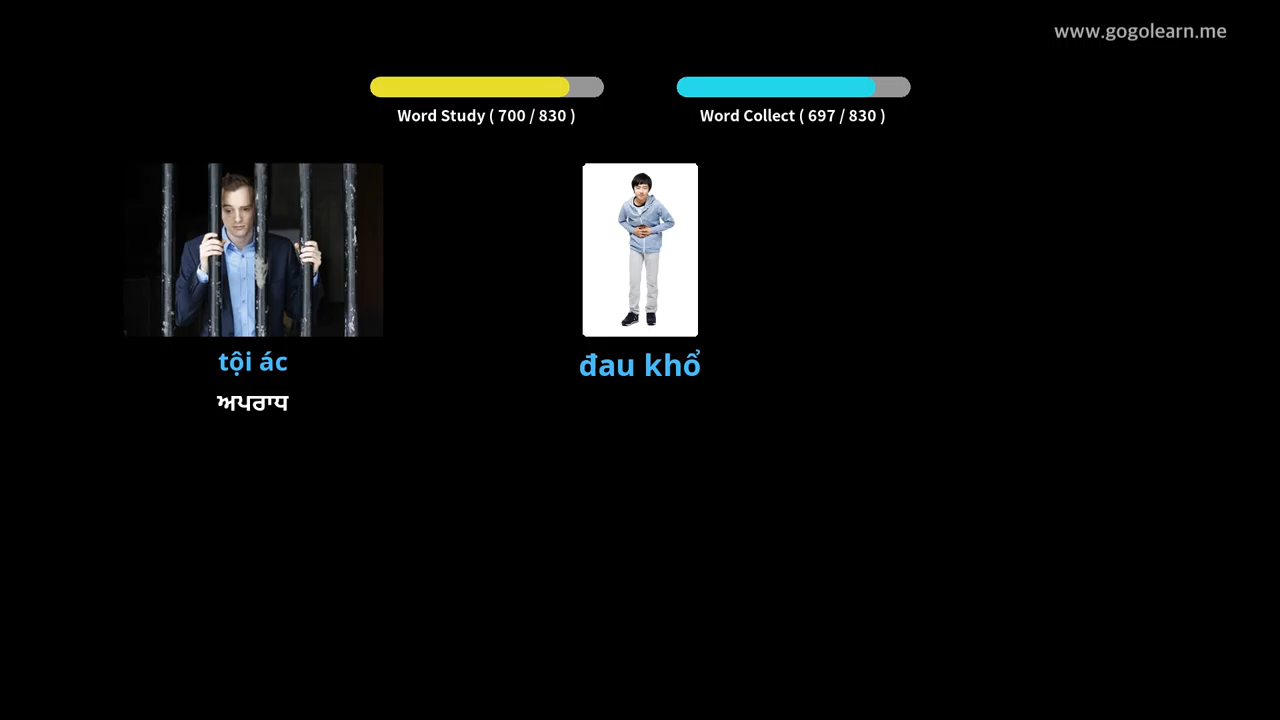 www.gogolearn.me
Word Study ( 700 / 830 )
Word Collect ( 697 / 830 )
tội ác
ਅਪਰਾਧ
đau khổ